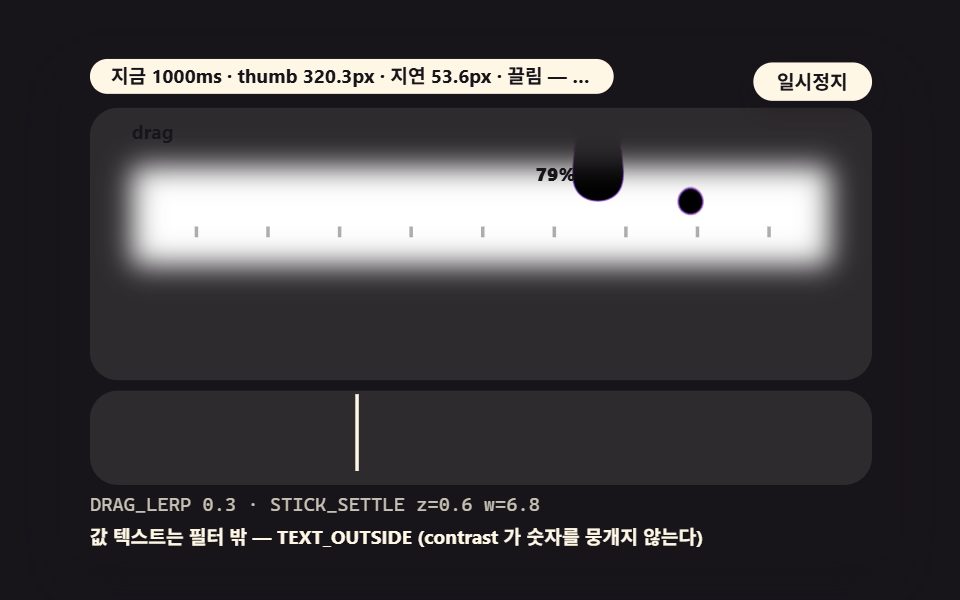 지금 1000ms · thumb 320.3px · 지연 53.6px · 끌림 — ...
일시정지
drag
79%
DRAG_LERP 0.3 · STICK_SETTLE z=0.6 w=6.8
값 텍스트는 필터 밖 — TEXT_OUTSIDE (contrast 가 숫자를 뭉개지 않는다)